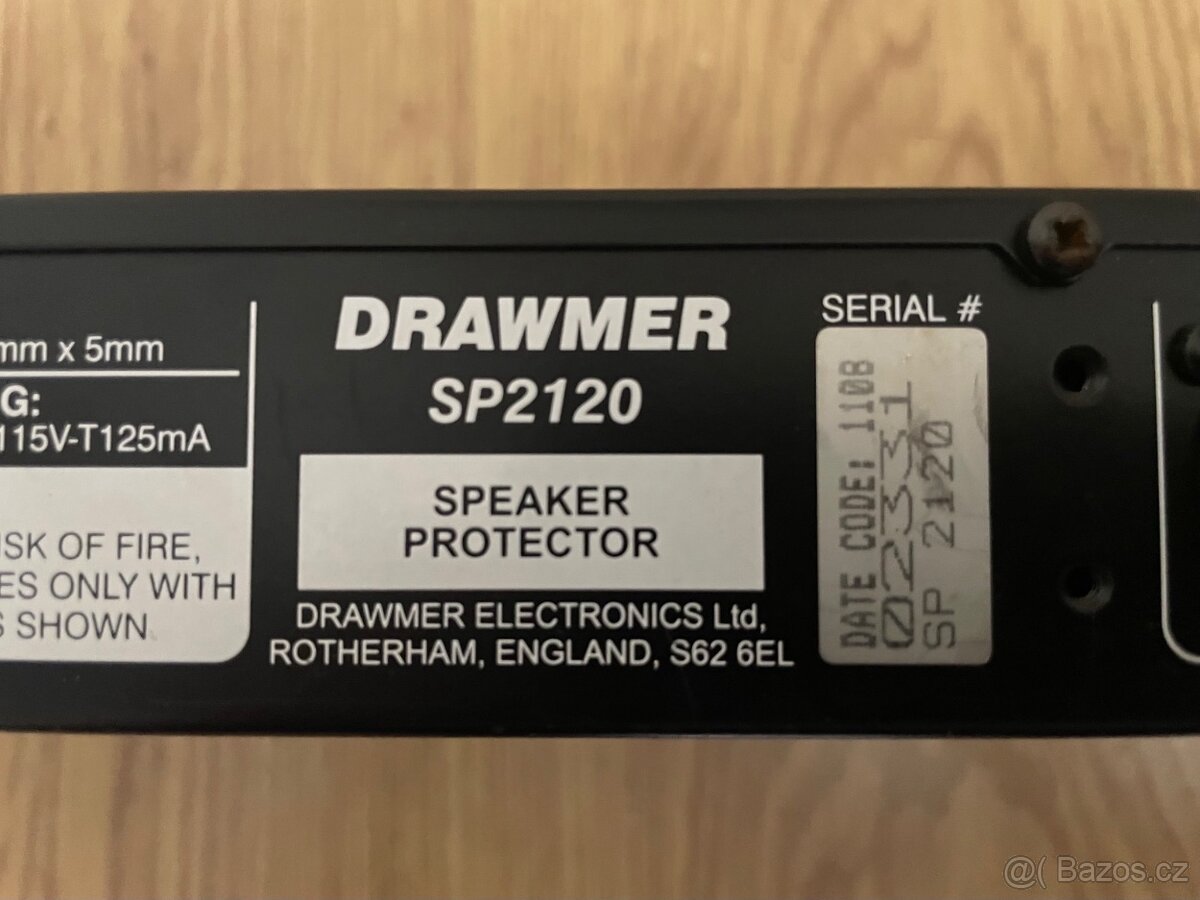 mm x 5mm
G:
115V-T125mA
ISK OF FIRE,
ES ONLY WITH
S SHOWN
DRAWMER
SP2120
SPEAKER
PROTECTOR
DRAWMER ELECTRONICS Ltd,
ROTHERHAM, ENGLAND, S62 6EL
SERIAL #
DATE CODE: 1108
02331
SP 2120
@( Bazos.cz